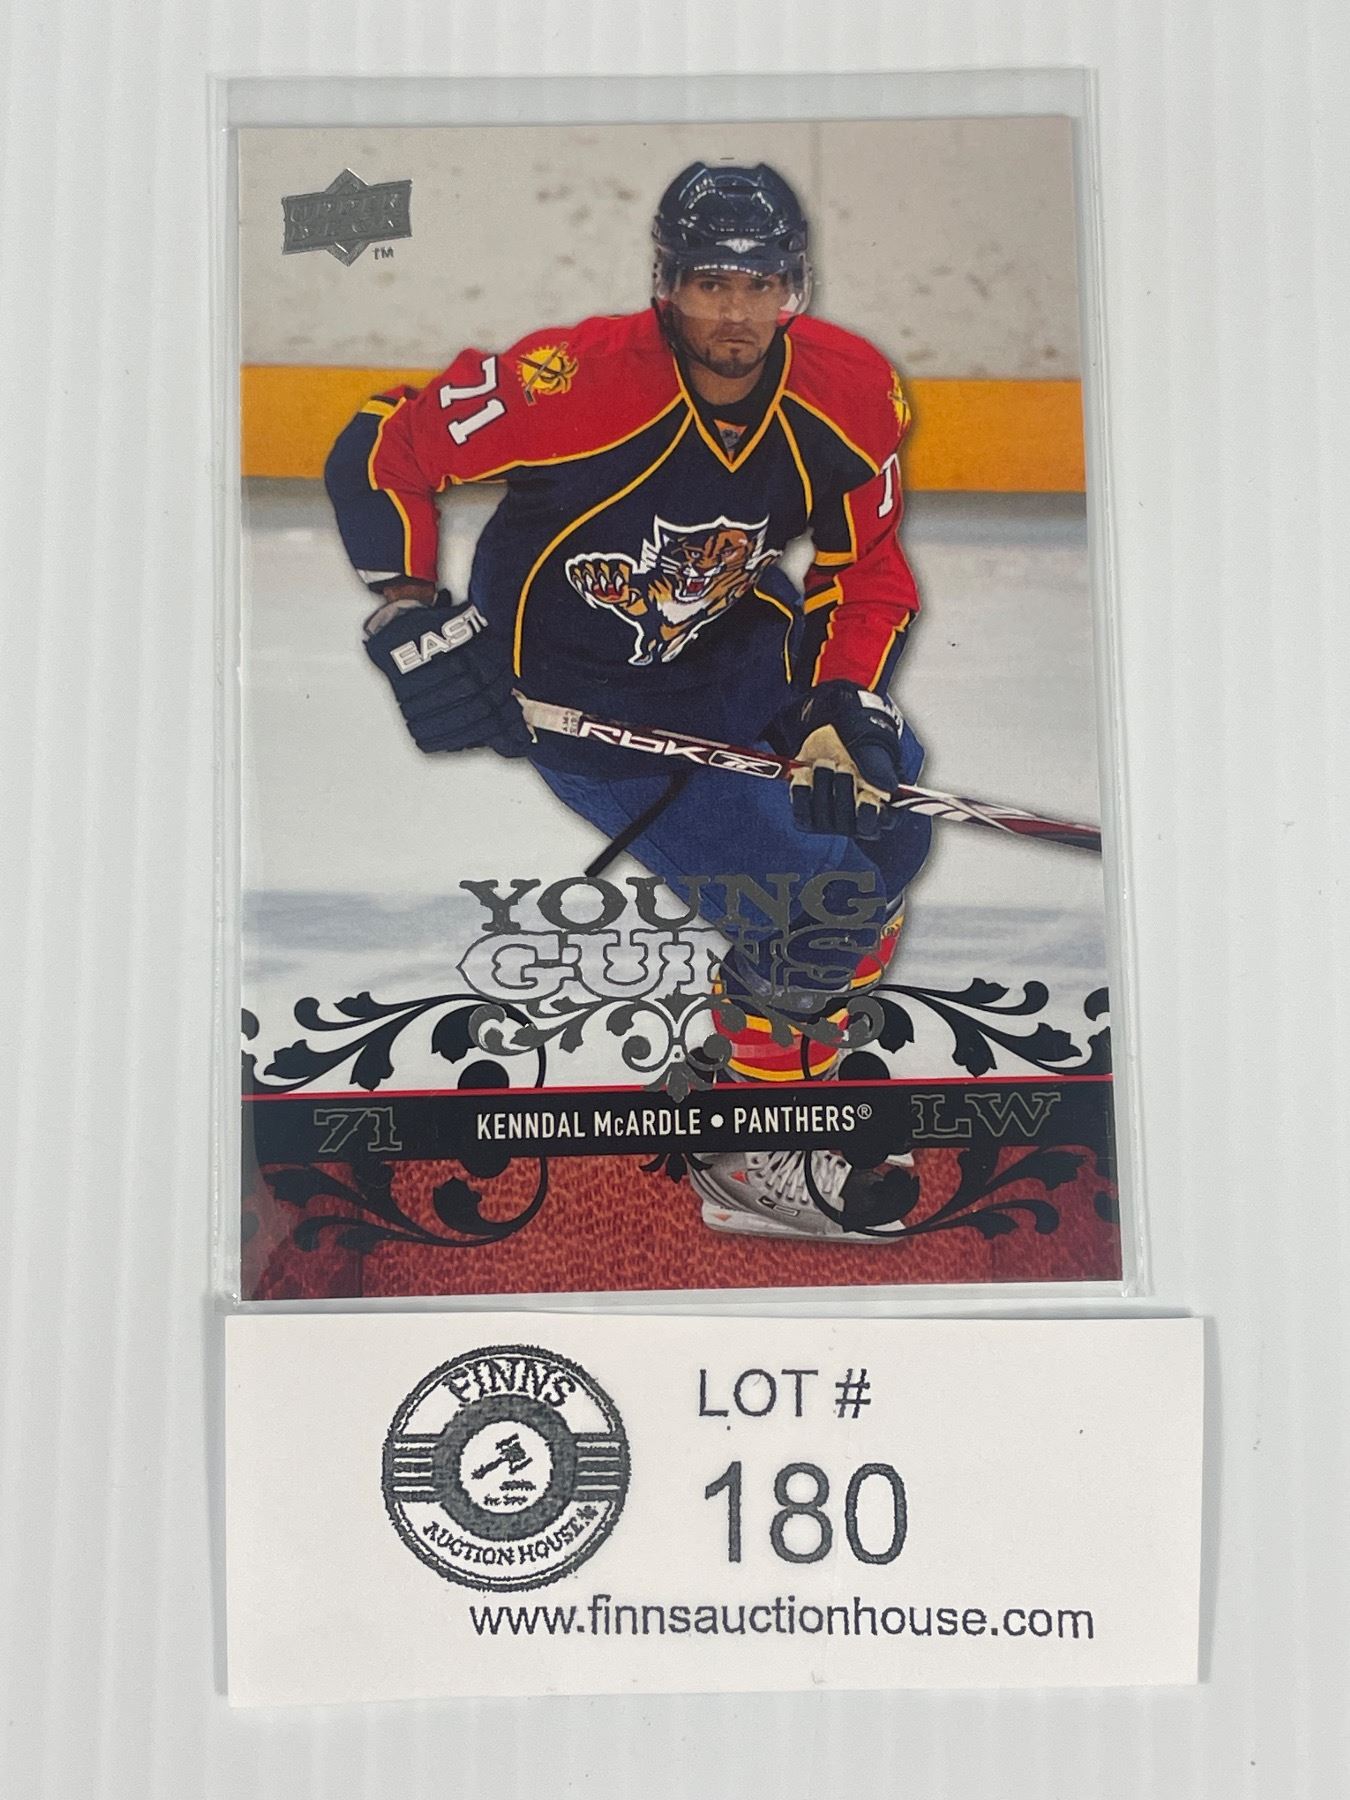 UPPER DECK
TM
71
71
EAST
RBK
YOUNG
GUNS
71 KENNDAL McARDLE • PANTHERS® LW
FINNS
AUCTION HOUSE
LOT #
180
www.finnsauctionhouse.com